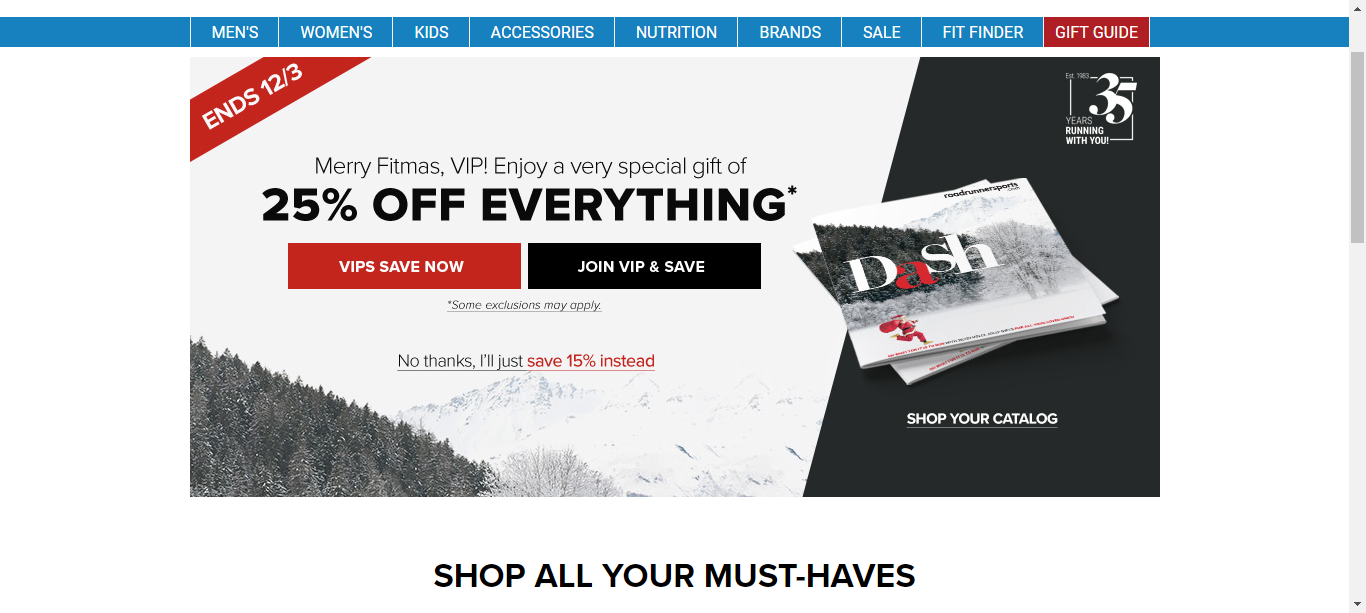 MEN'S
WOMEN'S
KIDS
ACCESSORIES
NUTRITION
BRANDS
SALE
FIT FINDER
GIFT GUIDE
ENDS 12/3
Est. 1983
35
YEARS
RUNNING
WITH YOU!
Merry Fitmas, VIP! Enjoy a very special gift of
25% OFF EVERYTHING*
VIPS SAVE NOW
JOIN VIP & SAVE
*Some exclusions may apply.
No thanks, I'll just save 15% instead
roadrunnersports
Dash
SHOP YOUR CATALOG
SHOP ALL YOUR MUST-HAVES